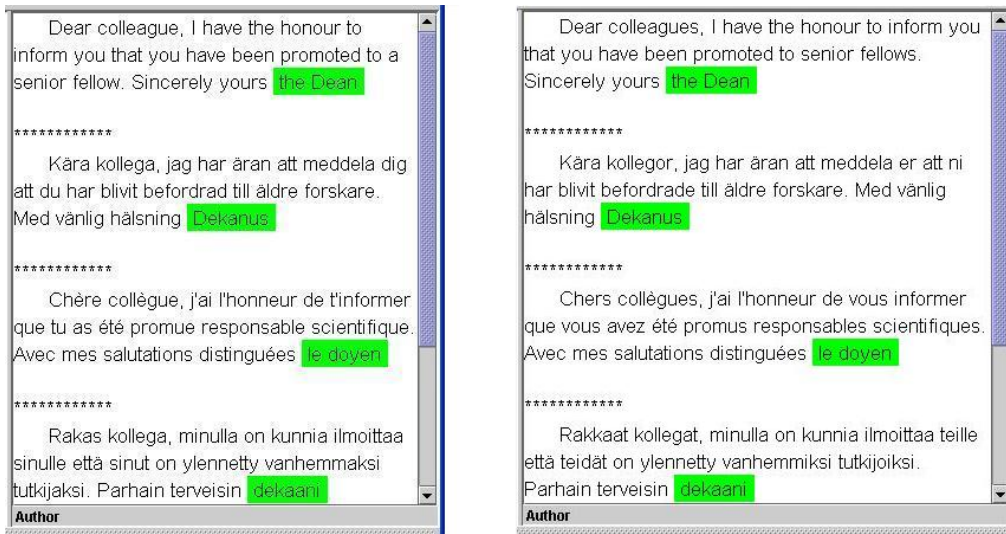 Dear colleague, I have the honour to
inform you that you have been promoted to a
senior fellow. Sincerely yours the Dean
************
Kära kollega, jag har äran att meddela dig
att du har blivit befordrad till äldre forskare.
Med vänlig hälsning Dekanus
************
Chère collègue, j'ai l'honneur de t'informer
que tu as été promue responsable scientifique.
Avec mes salutations distinguées le doyen
************
Rakas kollega, minulla on kunnia ilmoittaa
sinulle että sinut on ylennetty vanhemmaksi
tutkijaksi. Parhain terveisin dekaani
Author
Dear colleagues, I have the honour to inform you
that you have been promoted to senior fellows.
Sincerely yours the Dean
************
Kära kollegor, jag har äran att meddela er att ni
har blivit befordrade till äldre forskare. Med vänlig
hälsning Dekanus
************
Chers collègues, j'ai l'honneur de vous informer
que vous avez été promus responsables scientifiques.
Avec mes salutations distinguées le doyen
************
Rakkaat kollegat, minulla on kunnia ilmoittaa teille
että teidät on ylennetty vanhemmiksi tutkijoiksi.
Parhain terveisin dekaani
Author